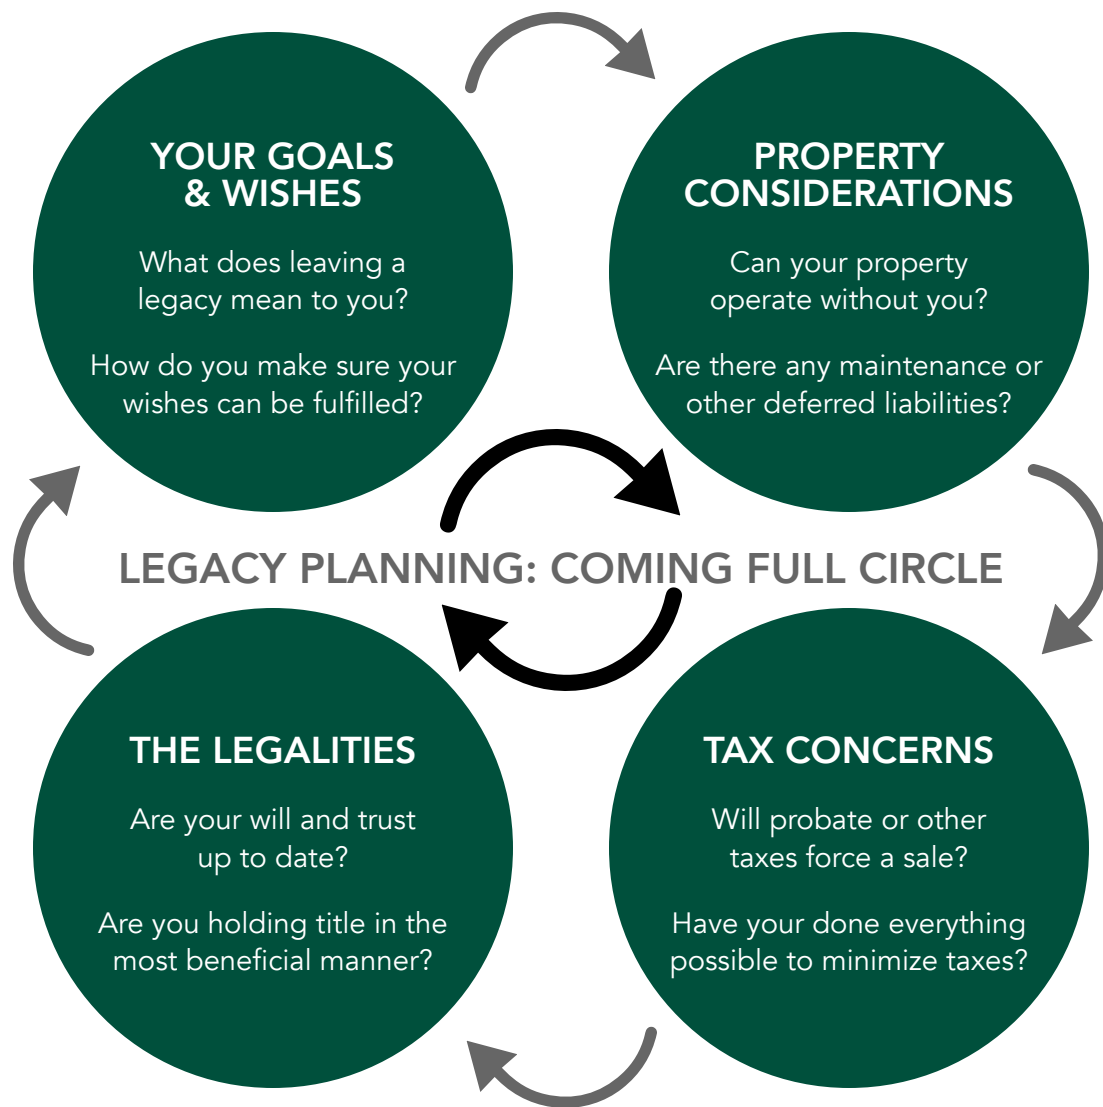 YOUR GOALS
& WISHES
What does leaving a
legacy mean to you?
How do you make sure your
wishes can be fulfilled?
PROPERTY
CONSIDERATIONS
Can your property
operate without you?
Are there any maintenance or
other deferred liabilities?
LEGACY PLANNING: COMING FULL CIRCLE
THE LEGALITIES
Are your will and trust
up to date?
Are you holding title in the
most beneficial manner?
TAX CONCERNS
Will probate or other
taxes force a sale?
Have your done everything
possible to minimize taxes?